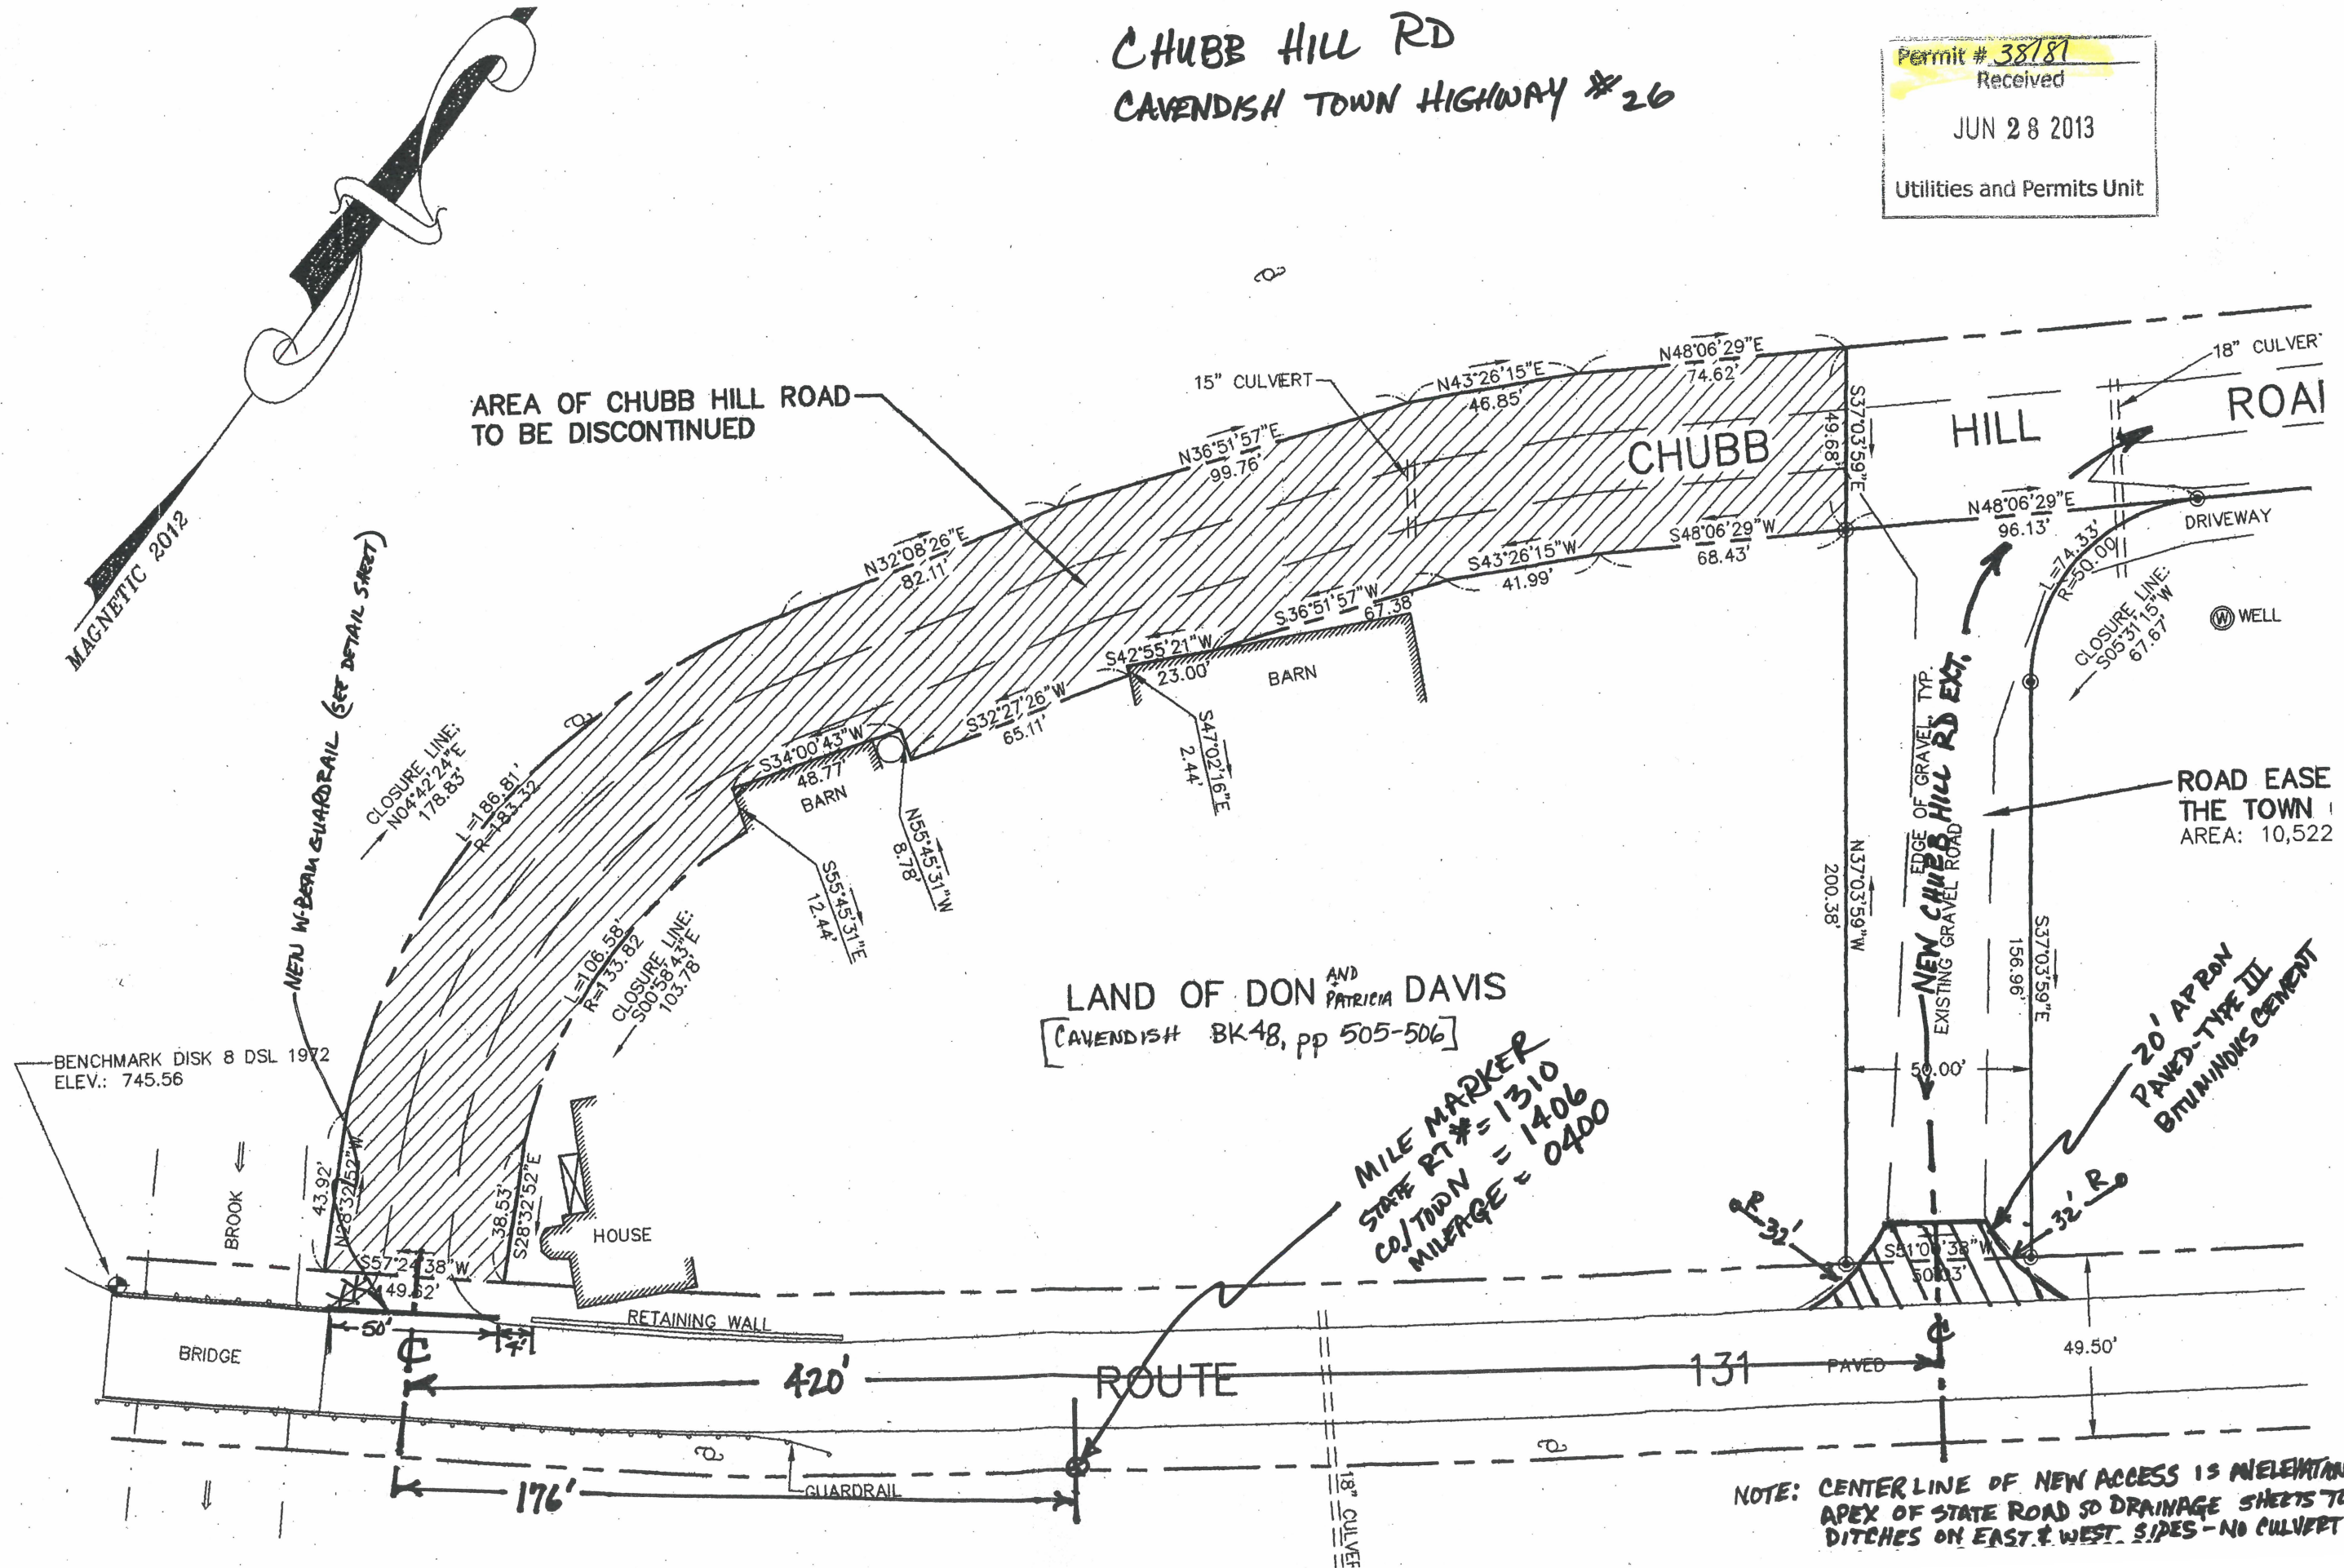 CHUBB HILL RD
CAVENDISH TOWN HIGHWAY #26
Permit # 38181
Received
JUN 28 2013
Utilities and Permits Unit
MAGNETIC 2012
AREA OF CHUBB HILL ROAD
TO BE DISCONTINUED
15" CULVERT
N32°08'26"E
82.11'
N36°51'57"E
99.76'
N43°26'15"E
46.85'
N48°06'29"E
74.62'
S37°03'59"E
49.68'
CHUBB
HILL
ROAI
18" CULVER
N48°06'29"E
96.13'
DRIVEWAY
L=74.33'
R=50.00'
CLOSURE LINE:
S05°31'15"W
67.67'
WELL
S48°06'29"W
68.43'
S43°26'15"W
41.99'
S36°51'57"W
67.38'
S42°55'21"W
23.00'
BARN
S47°02'16"E
2.44'
S32°27'26"W
65.11'
S34°00'43"W
48.77'
BARN
N55°45'31"W
8.78'
S55°45'31"E
12.44'
NEW W-BEAM GUARDRAIL (SEE DETAIL SHEET)
CLOSURE LINE:
N04°42'24"E
178.83'
L=186.81'
R=183.32
L=106.58'
R=133.82
CLOSURE LINE:
S00°58'43"E
103.78'
LAND OF DON AND PATRICIA DAVIS
[CAVENDISH BK48, pp 505-506]
EDGE OF GRAVEL, TYP.
NEW CHUBB HILL RD EXT.
EXISTING GRAVEL ROAD
N37°03'59"W
200.38'
S37°03'59"E
156.96'
ROAD EASE
THE TOWN
AREA: 10,522
50.00'
20' APRON
PAVED-TYPE III
BITUMINOUS CEMENT
MILE MARKER
STATE RT # = 1310
CO./TOWN = 1406
MILEAGE = 0400
BENCHMARK DISK 8 DSL 1972
ELEV.: 745.56
BROOK
43.92'
N28°32'52"W
38.53'
S28°32'52"E
HOUSE
S57°24'38"W
49.62'
R
32'
32' R
50.03'
RETAINING WALL
50'
4'
BRIDGE
℄
℄
420'
ROUTE
131
PAVED
49.50'
176'
GUARDRAIL
18" CULVER
NOTE: CENTERLINE OF NEW ACCESS IS
APEX OF STATE ROAD SO DRAINAGE SHEETS TO
DITCHES ON EAST & WEST SIDES - NO CULVERT